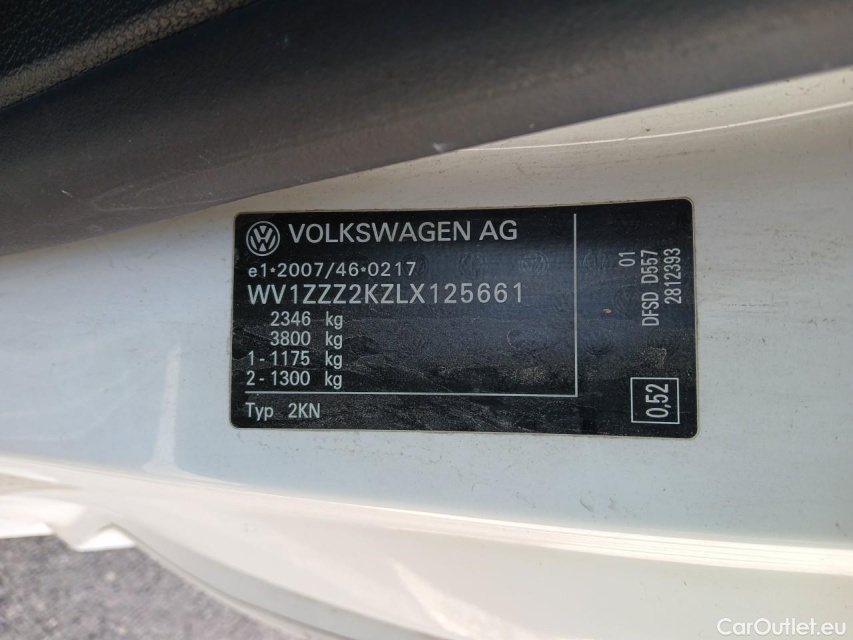 VOLKSWAGEN AG
e1*2007/46*0217
WV1ZZZ2KZLX125661
2346 kg
3800 kg
1 - 1175 kg
2 - 1300 kg
Typ 2KN
01
DFSD D557
2812393
0,52
CarOutlet.eu